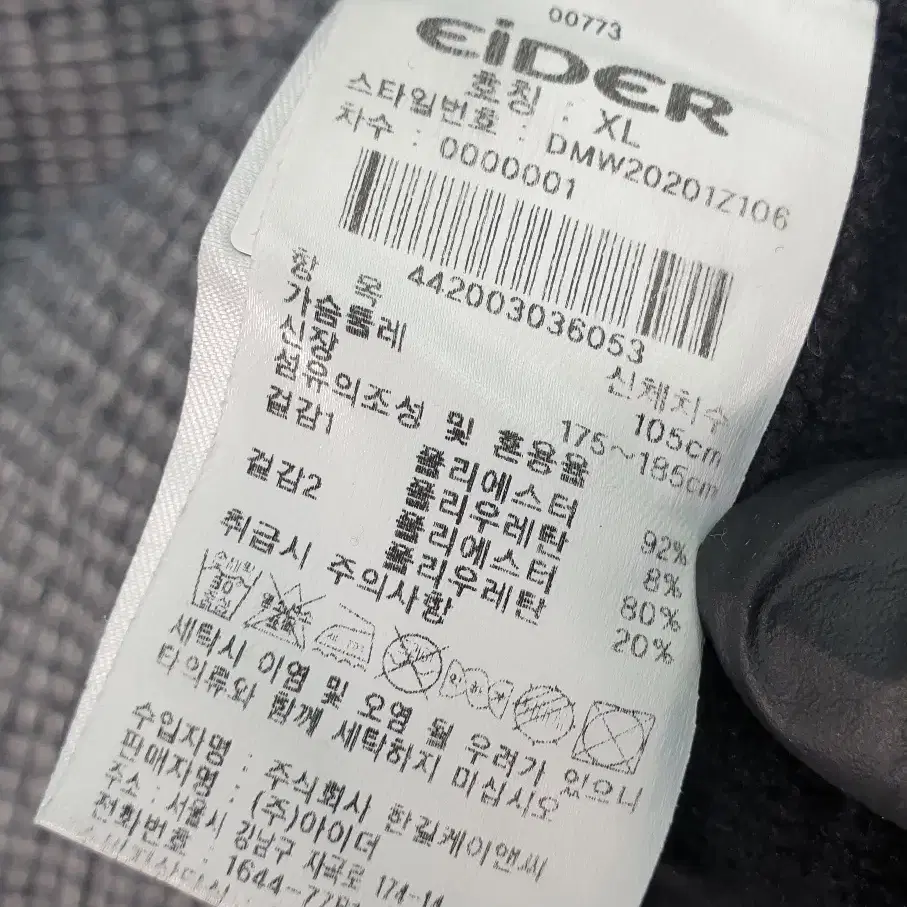 00773
EiDER
호칭 : XL
스타일번호 : DMW20201Z106
차수 : 0000001
442003036053
항 목 신체치수
가슴둘레 105cm
신장 175~185cm
섬유의조성 및 혼용율
겉감1 폴리에스터 92%
폴리우레탄 8%
겉감2 폴리에스터 80%
폴리우레탄 20%
취급시 주의사항
세탁시 이염 및 오염 될 우려가 있으니
타의류와 함께 세탁하지 마십시오
수입자명 : 주식회사 한길케이앤씨
판매자명 : (주)아이더
주소 : 서울시 강남구 자곡로 174-14
전화번호 : 1644-